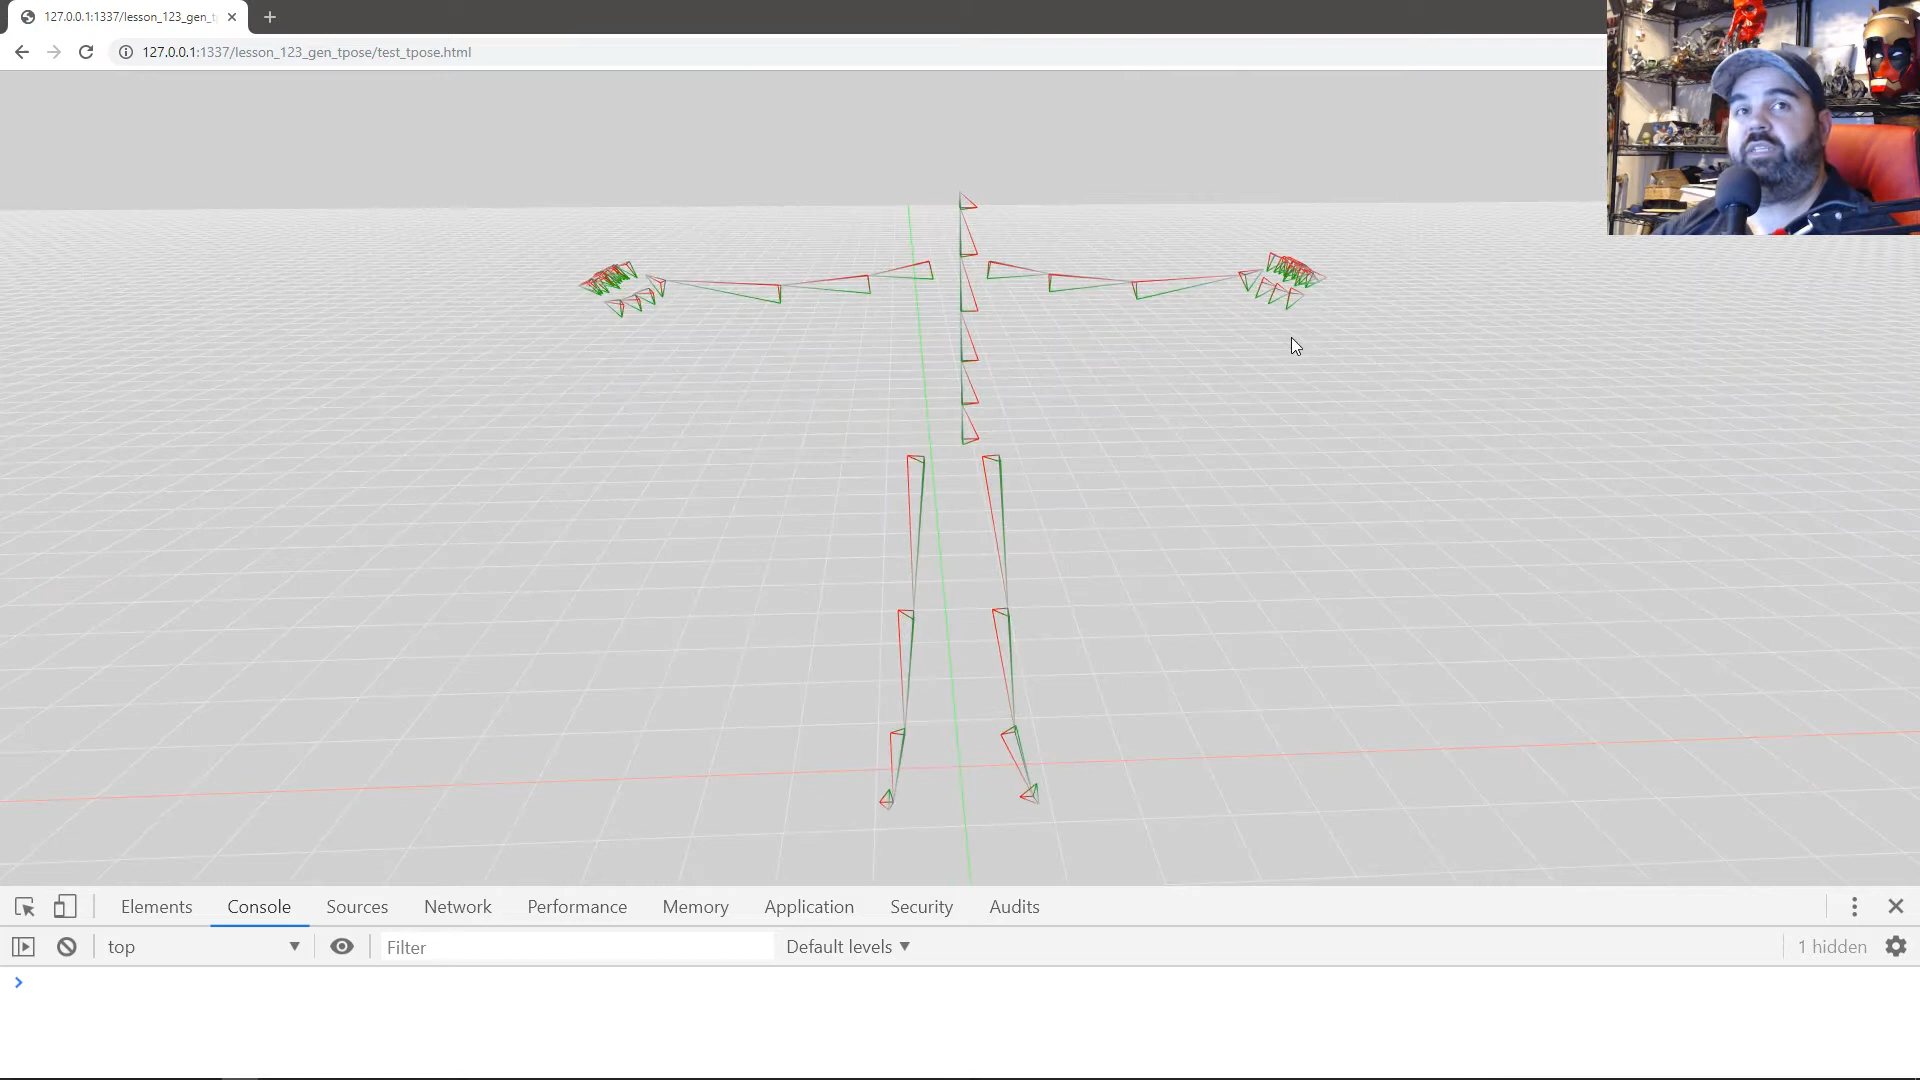 127.0.0.1:1337/lesson_123_gen_t
127.0.0.1:1337/lesson_123_gen_tpose/test_tpose.html
Elements Console Sources Network Performance Memory Application Security Audits
top Filter Default levels 1 hidden